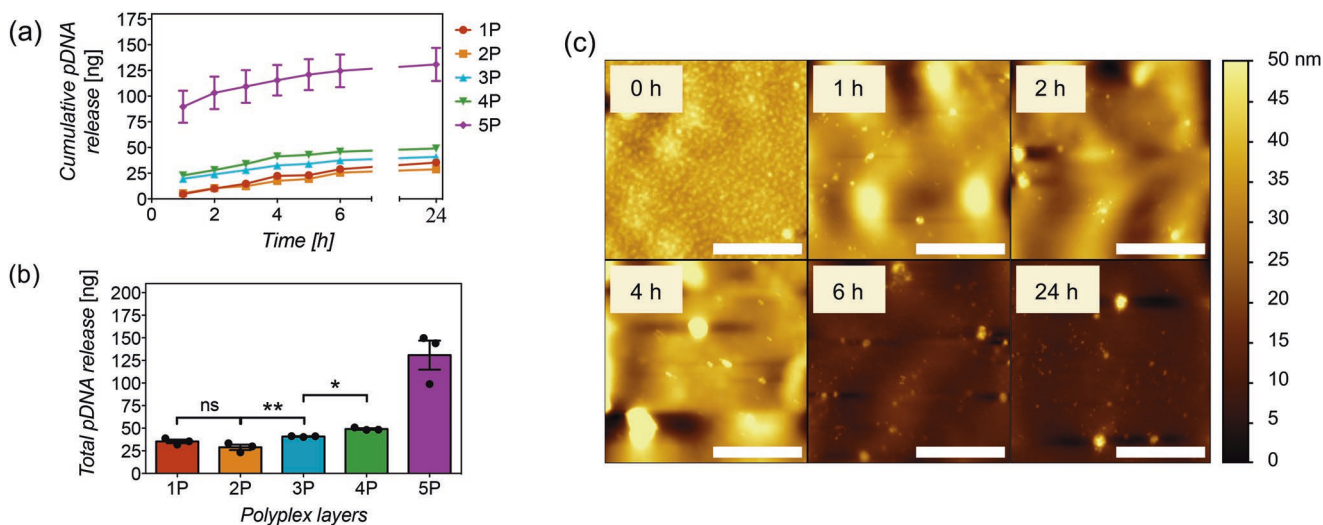 (a)
Cumulative pDNA
release [ng]
175
150
125
100
75
50
25
0
0
2
4
6
24
Time [h]
1P
2P
3P
4P
5P
(b)
Total pDNA release [ng]
200
175
150
125
100
75
50
25
0
ns
**
*
1P
2P
3P
4P
5P
Polyplex layers
(c)
0 h
1 h
2 h
4 h
6 h
24 h
50 nm
45
40
35
30
25
20
15
10
5
0